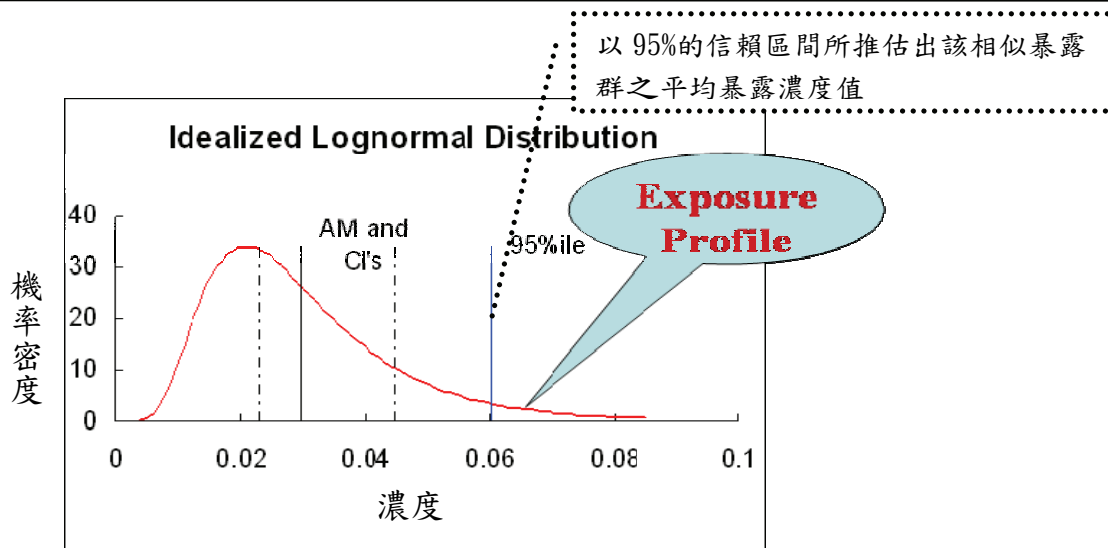 以 95%的信賴區間所推估出該相似暴露
群之平均暴露濃度值
Idealized Lognormal Distribution
Exposure
Profile
AM and
CI's
95%ile
機率密度
40
30
20
10
0
0 0.02 0.04 0.06 0.08 0.1
濃度